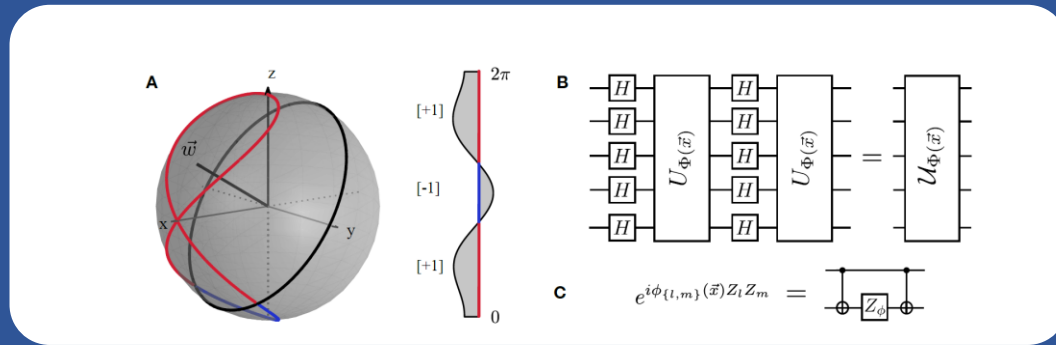 A
z
w⃗
x
y
2π
[+1]
[-1]
[+1]
0
B
H H
H H
H H
H H
H H
U_Φ(x⃗) U_Φ(x⃗) = 𝒰_Φ(x⃗)
C
e^{iϕ_{{l,m}}(x⃗)Z_l Z_m} = Z_ϕ